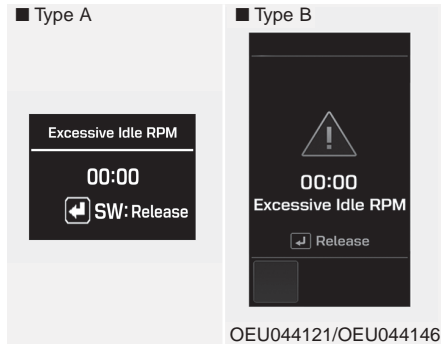 ■ Type A
Excessive Idle RPM
00:00
SW: Release
■ Type B
00:00
Excessive Idle RPM
Release
OEU044121/OEU044146